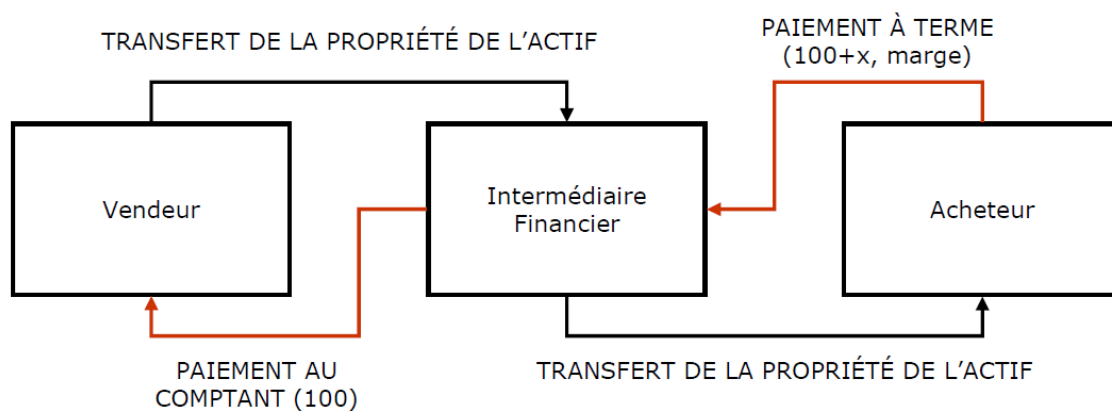 TRANSFERT DE LA PROPRIÉTÉ DE L’ACTIF
PAIEMENT À TERME
(100+x, marge)
Vendeur
Intermédiaire
Financier
Acheteur
PAIEMENT AU
COMPTANT (100)
TRANSFERT DE LA PROPRIÉTÉ DE L’ACTIF